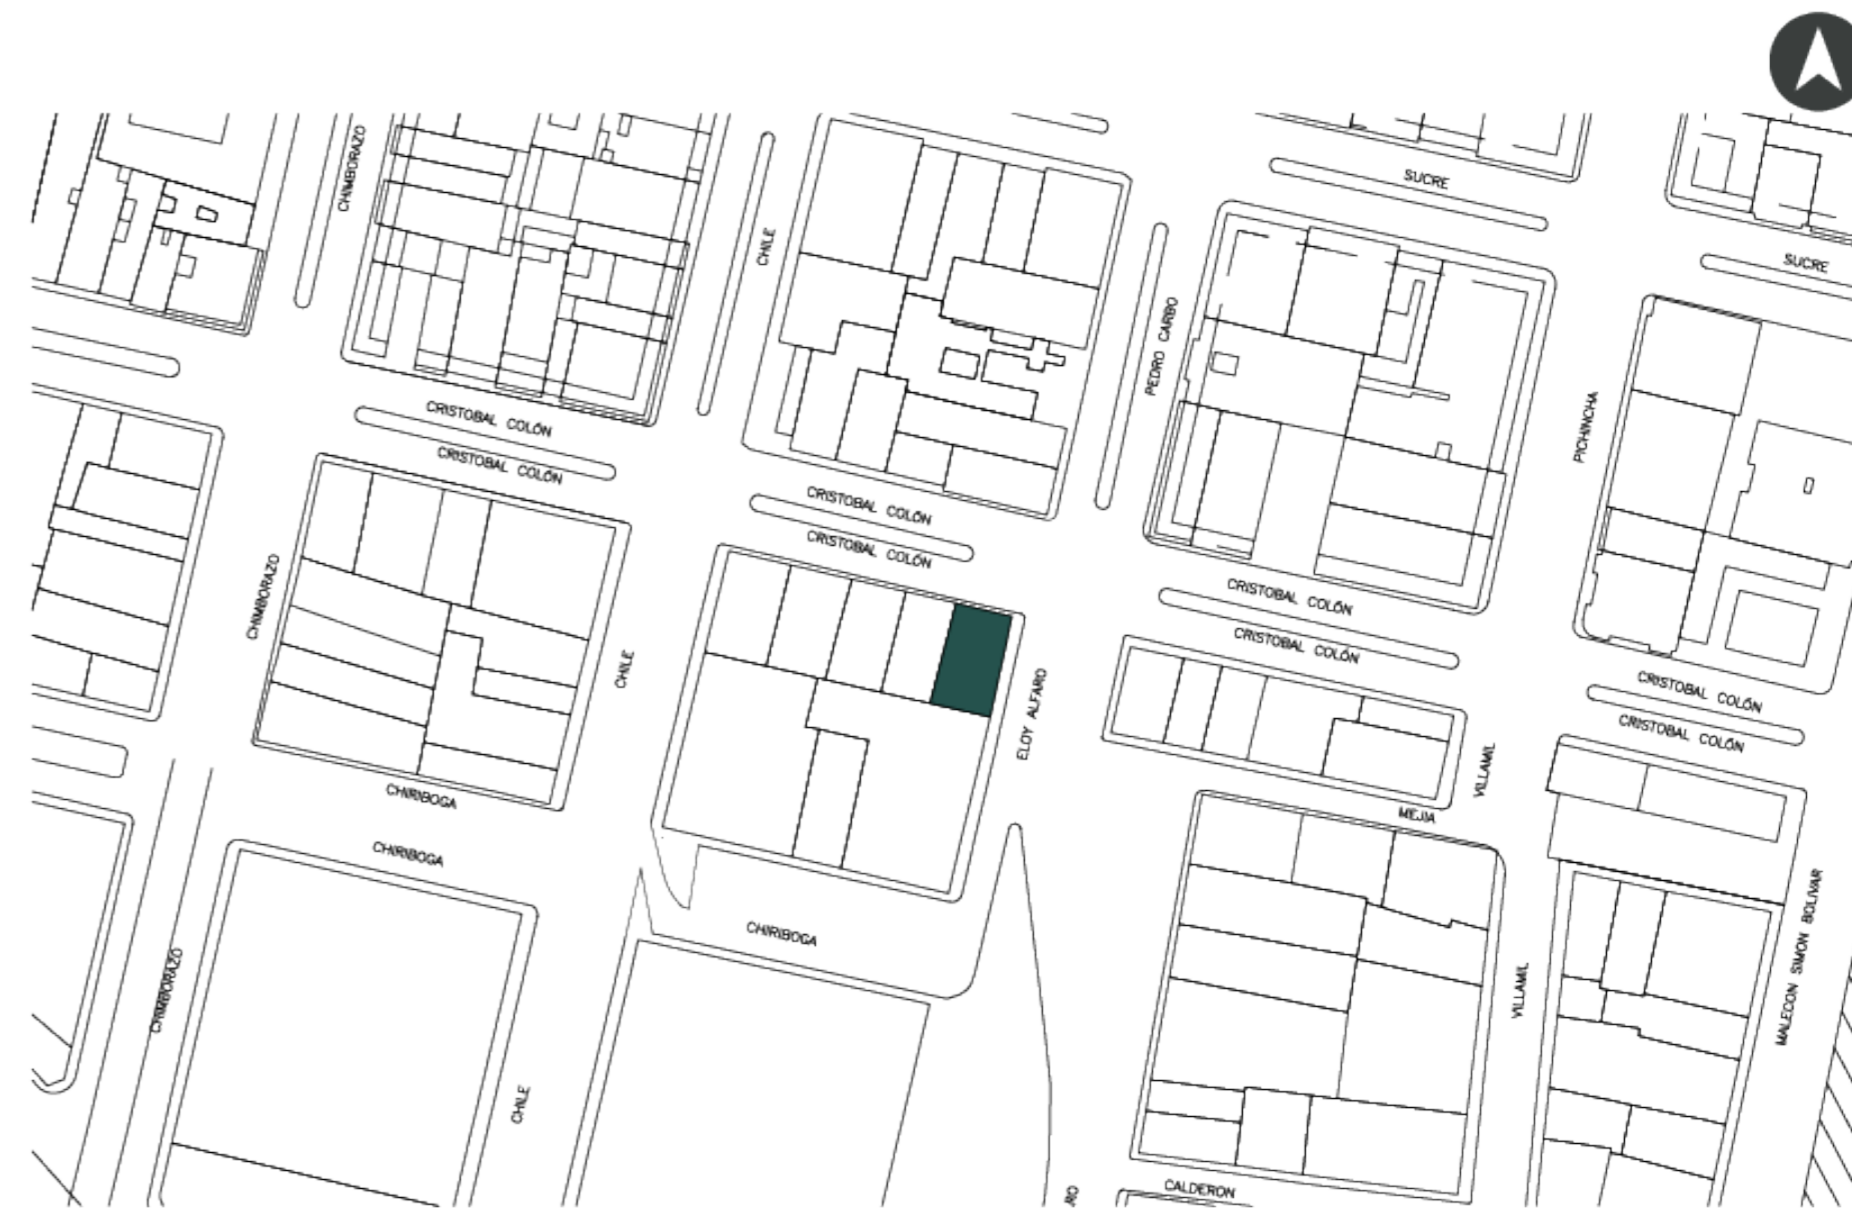 CHIMBORAZO
SUCRE
CHILE
SUCRE
PEDRO CARBO
CRISTOBAL COLÓN
PICHINCHA
CRISTOBAL COLÓN
CRISTOBAL COLÓN
CRISTOBAL COLÓN
CHIMBORAZO
CRISTOBAL COLÓN
CRISTOBAL COLÓN
CHILE
ELOY ALFARO
CRISTOBAL COLÓN
CRISTOBAL COLÓN
VILLAMIL
CHIRIBOGA
MEJIA
CHIRIBOGA
CHIRIBOGA
CHIMBORAZO
VILLAMIL
MALECON SIMON BOLIVAR
CHILE
CALDERON
RO